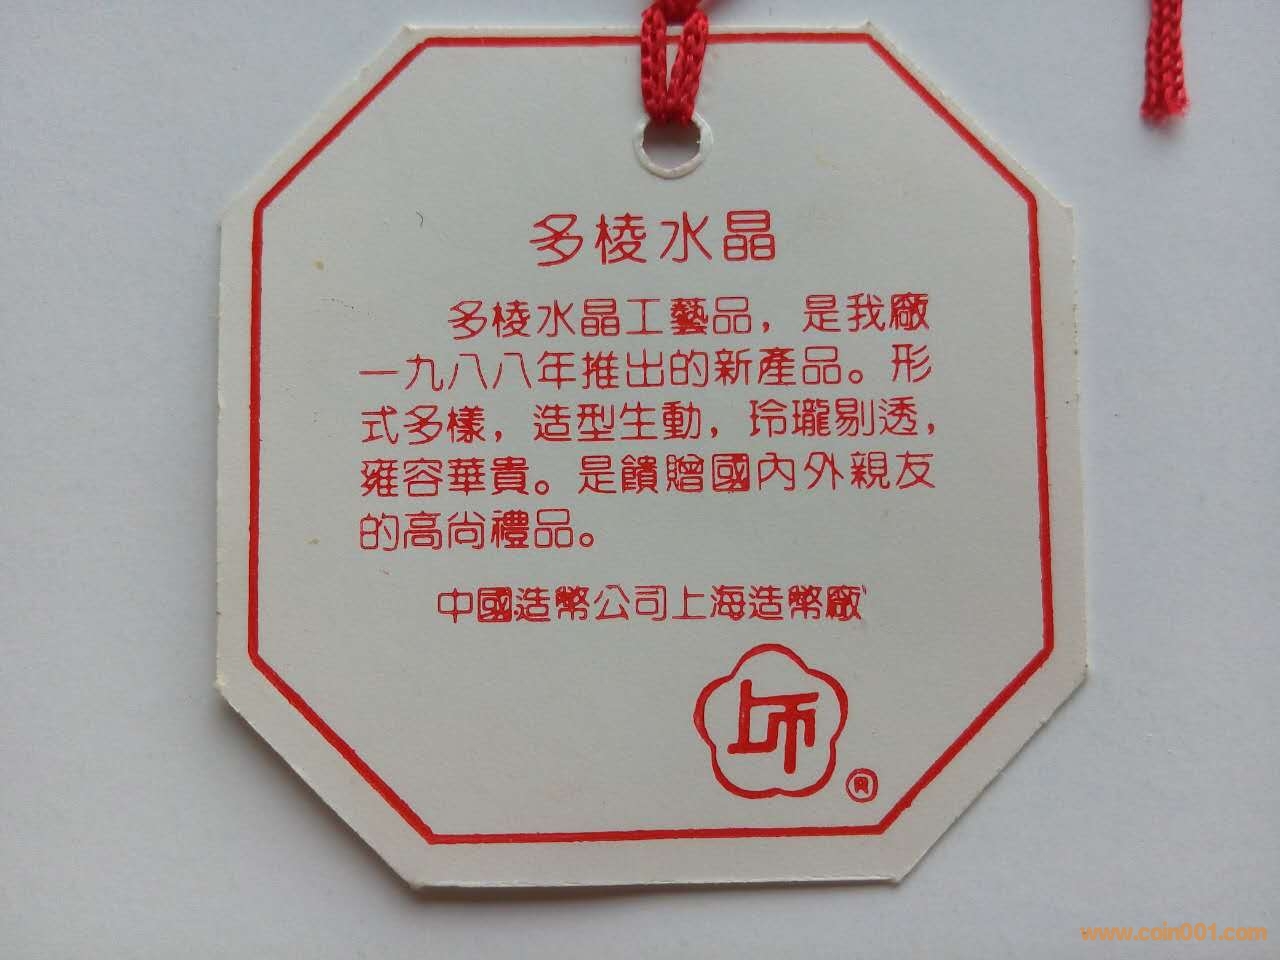 多棱水晶
多棱水晶工藝品，是我廠
一九八八年推出的新產品。形
式多樣，造型生動，玲瓏剔透，
雍容華貴。是饋贈國內外親友
的高尚禮品。
中國造幣公司上海造幣廠
上币
®
www.coin001.com